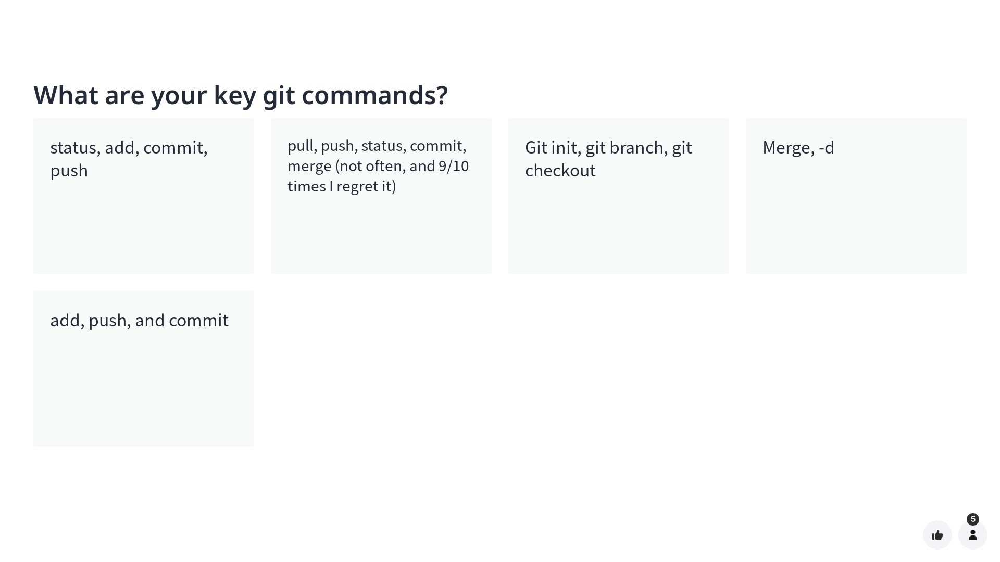 What are your key git commands?
status, add, commit,
push
pull, push, status, commit,
merge (not often, and 9/10
times I regret it)
Git init, git branch, git
checkout
Merge, -d
add, push, and commit
5